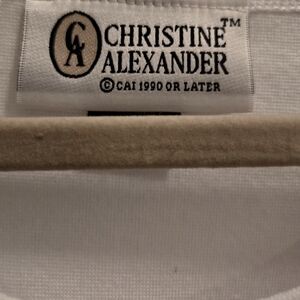 CA
CHRISTINE™
ALEXANDER
©CAI 1990 OR LATER